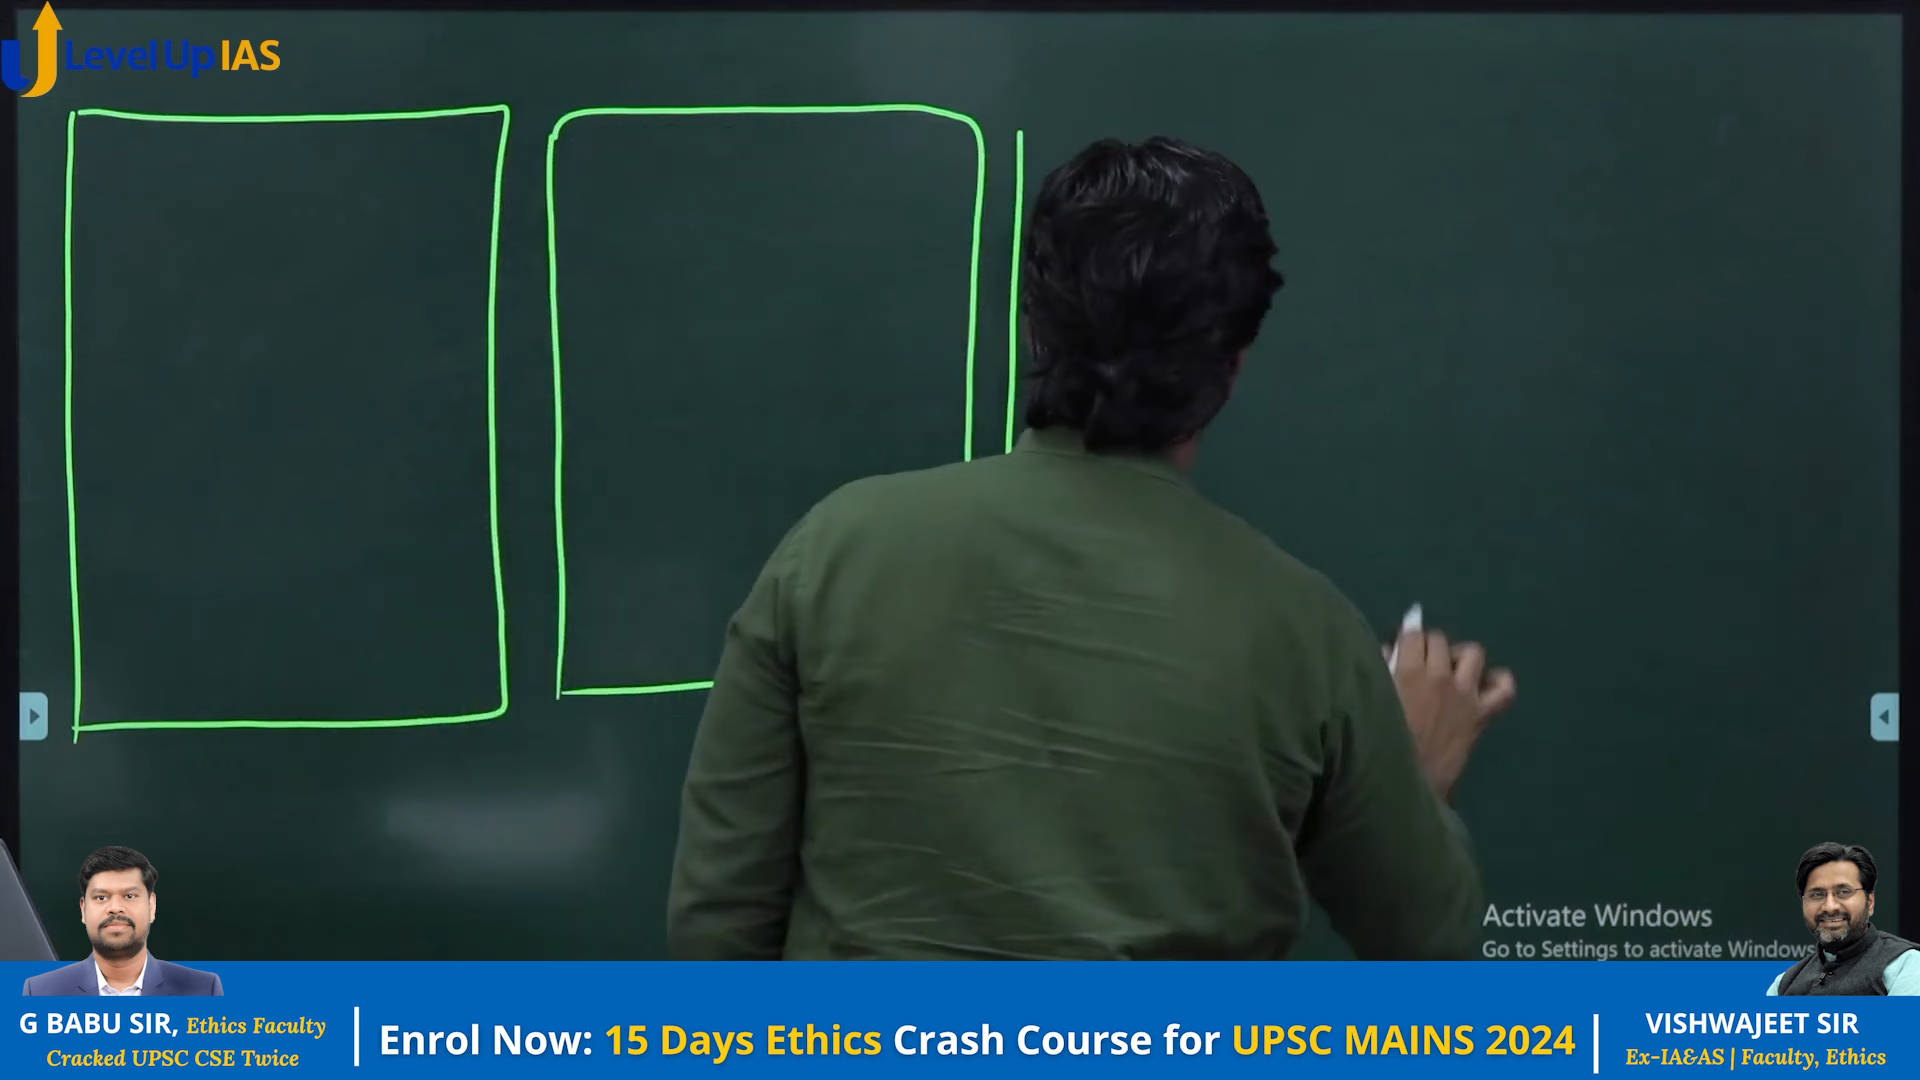 Level Up IAS
Activate Windows
Go to Settings to activate Windows
G BABU SIR, Ethics Faculty
Cracked UPSC CSE Twice
Enrol Now: 15 Days Ethics Crash Course for UPSC MAINS 2024
VISHWAJEET SIR
Ex-IA&AS | Faculty, Ethics